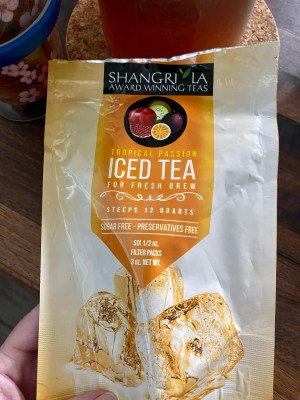 SHANGRI LA
AWARD WINNING TEAS
TROPICAL PASSION
ICED TEA
FOR FRESH BREW
STEEPS 12 QUARTS
SUGAR FREE - PRESERVATIVES FREE
SIX 1/2 oz.
FILTER PACKS
3 oz. NET WT.